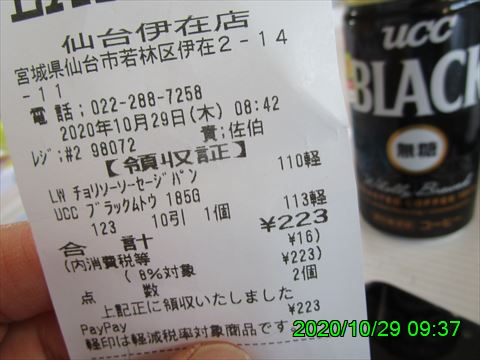 仙台伊在店
宮城県仙台市若林区伊在2-14
-11
電話:022-288-7258
2020年10月29日(木) 08:42
レジ:#2 98072 責:佐伯
【領収証】
LW チョリソーソーセージパン 110軽
UCC ブラックムトウ 185G 113軽
123 10引 1個
合 計 ¥223
(内消費税等 ¥16)
( 8%対象 ¥223)
点 数 2個
上記正に領収いたしました
PayPay ¥223
軽印は軽減税率対象商品です
UCC
BLACK
無糖
コーヒー
2020/10/29 09:37